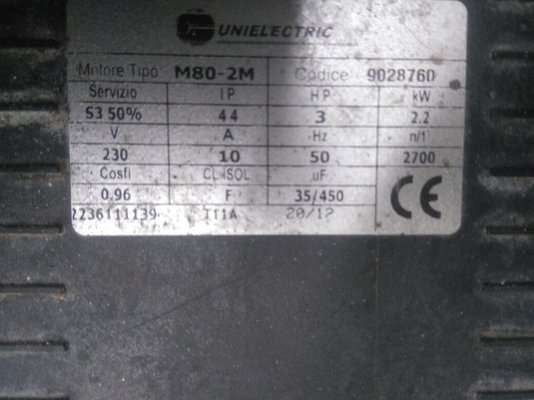 UNIELECTRIC
Motore Tipo M80-2M Codice 9028760
Servizio IP HP kW
S3 50% 44 3 2.2
V A Hz n/1
230 10 50 2700
Cosfi CL.ISOL uF
0.96 F 35/450
CE
2236111139 T11A 20/12